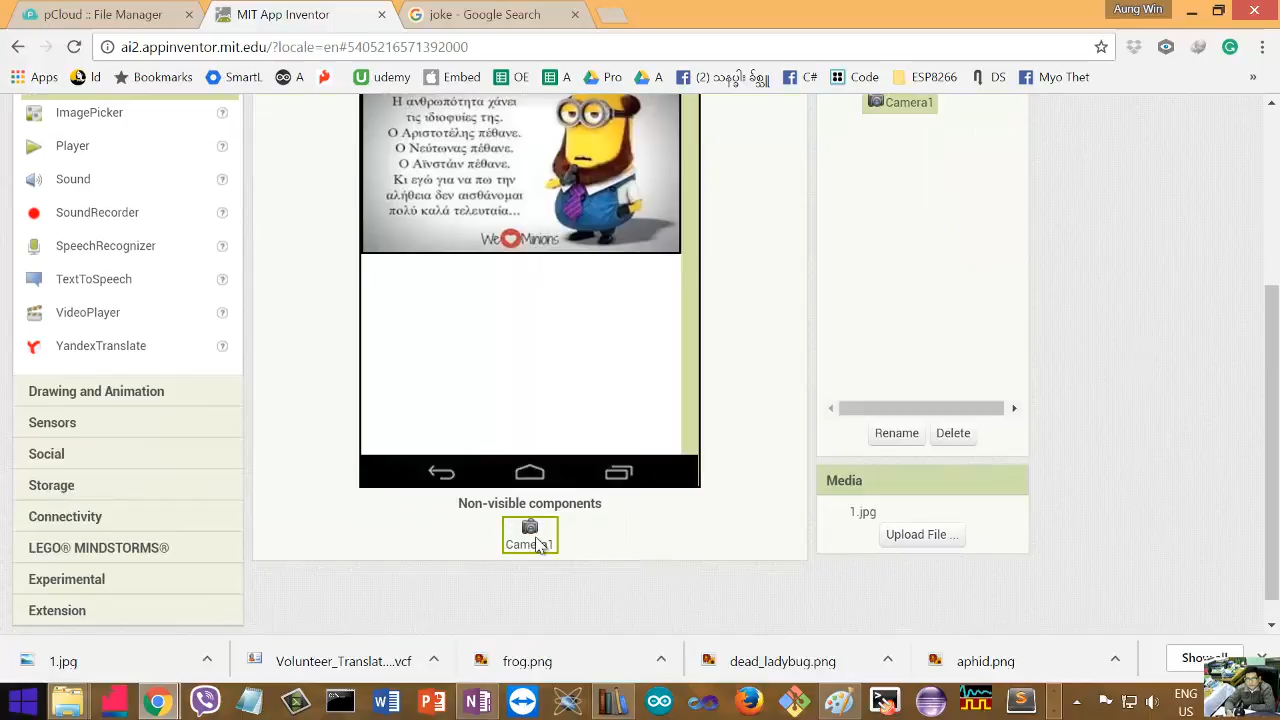 pCloud - My Files
MIT App Inventor
joke - Google Search
Aung Win
ai2.appinventor.mit.edu/?locale=en#5405216571392000
Apps
Id
Bookmarks
SmartL
A
udemy
Embed
OE
A
Pro
A
C#
Code
ESP8266
DS
Myo Thet
»
ImagePicker
Player
Sound
SoundRecorder
SpeechRecognizer
TextToSpeech
VideoPlayer
YandexTranslate
Drawing and Animation
Sensors
Social
Storage
Connectivity
LEGO® MINDSTORMS®
Experimental
Extension
Η ανθρωπότητα χάνει
τις ιδιοφυίες της.
Ο Αριστοτέλης πέθανε.
Ο Νεύτωνας πέθανε.
Ο Αϊνστάιν πέθανε.
Κι εγώ για να πω την
αλήθεια δεν αισθάνομαι
πολύ καλά τελευταία...
We Minions
Non-visible components
Camera1
Camera1
Rename Delete
Media
1.jpg
Upload File ...
1.jpg
Volunteer_Translat....vcf
frog.png
dead_ladybug.png
aphid.png
ENG
US